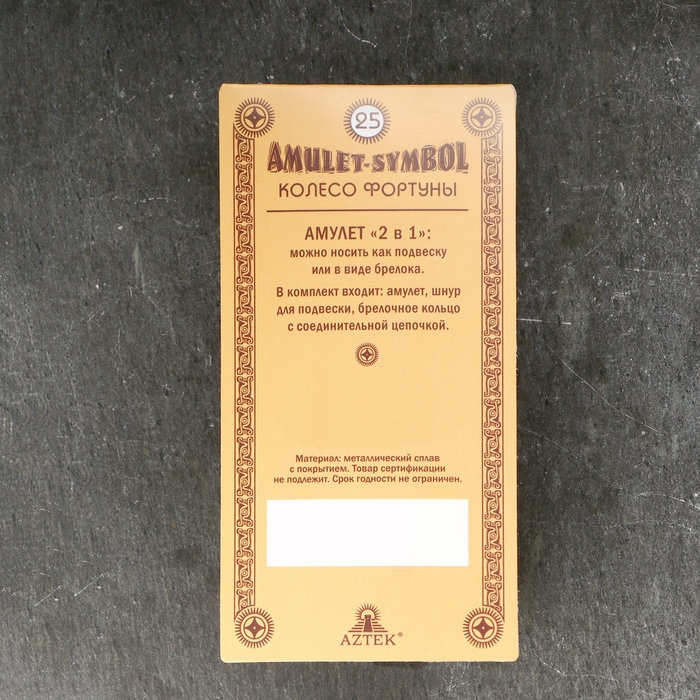 25
AMULET-SYMBOL
КОЛЕСО ФОРТУНЫ
АМУЛЕТ «2 в 1»:
можно носить как подвеску
или в виде брелока.
В комплект входит: амулет, шнур
для подвески, брелочное кольцо
с соединительной цепочкой.
Материал: металлический сплав
с покрытием. Товар сертификации
не подлежит. Срок годности не ограничен.
AZTEK®